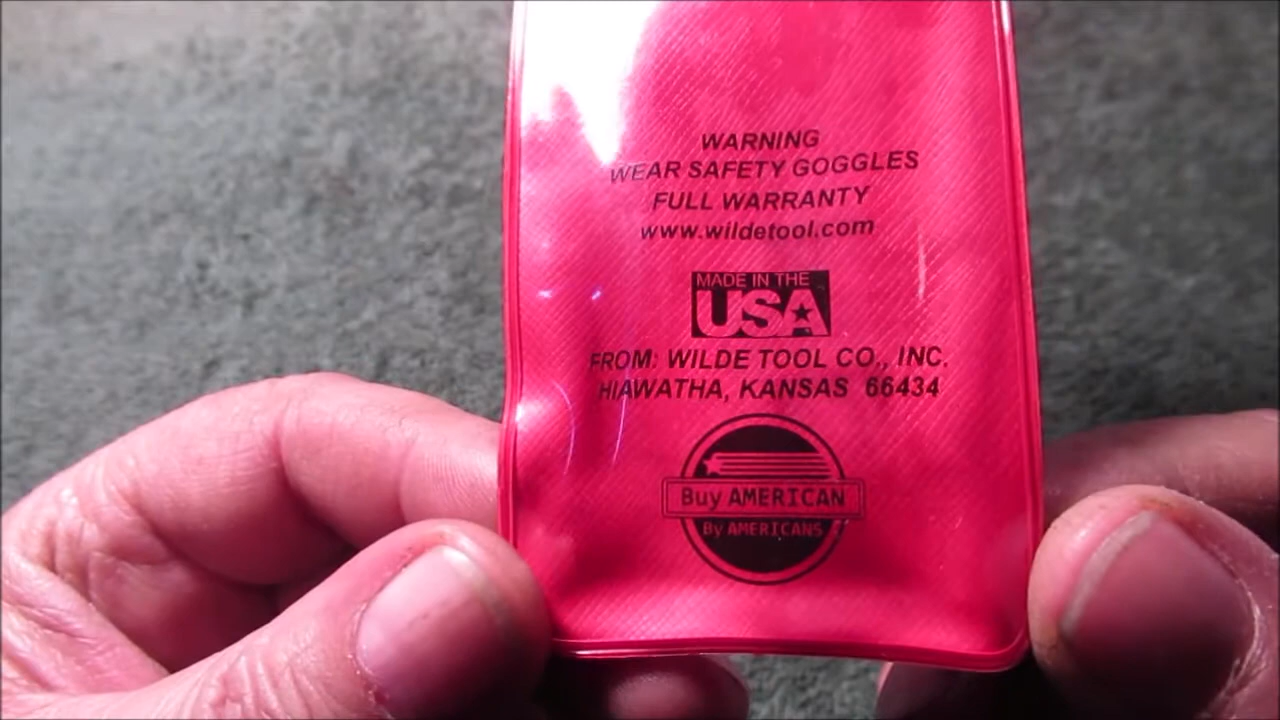 WARNING
WEAR SAFETY GOGGLES
FULL WARRANTY
www.wildetool.com
MADE IN THE
USA
FROM: WILDE TOOL CO., INC.
HIAWATHA, KANSAS 66434
Buy AMERICAN
By AMERICANS